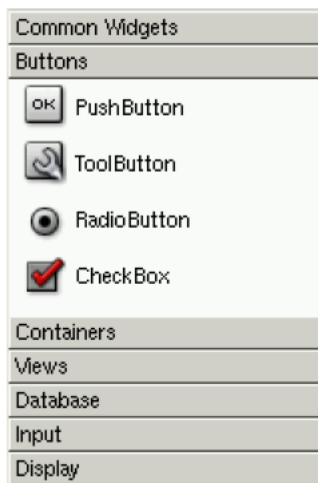 Common Widgets
Buttons
OK PushButton
ToolButton
RadioButton
CheckBox
Containers
Views
Database
Input
Display